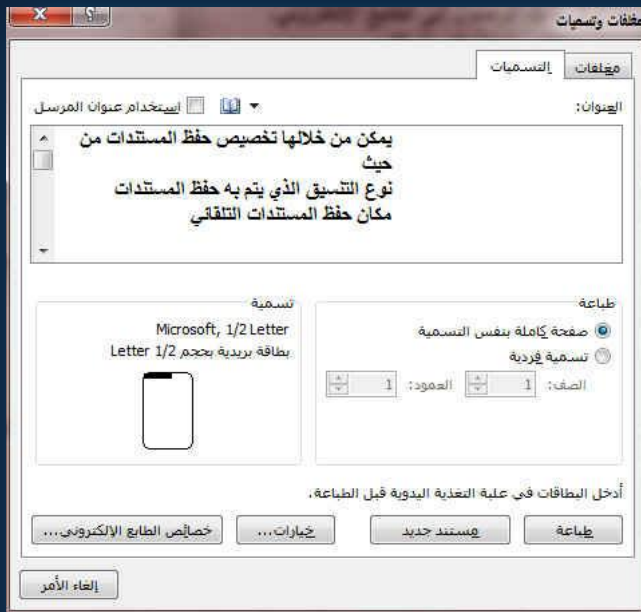 مغلفات وتسميات
مغلفات
التسميات
العنوان:
استخدام عنوان المرسل
يمكن من خلالها تخصيص حفظ المستندات من
حيث
نوع التنسيق الذي يتم به حفظ المستندات
مكان حفظ المستندات التلقائي
طباعة
صفحة كاملة بنفس التسمية
تسمية فردية
الصف: 1 العمود: 1
تسمية
Microsoft, 1/2 Letter
بطاقة بريدية بحجم Letter 1/2
أدخل البطاقات في علبة التغذية اليدوية قبل الطباعة.
طباعة
مستند جديد
خيارات...
خصائص الطابع الإلكتروني...
إلغاء الأمر